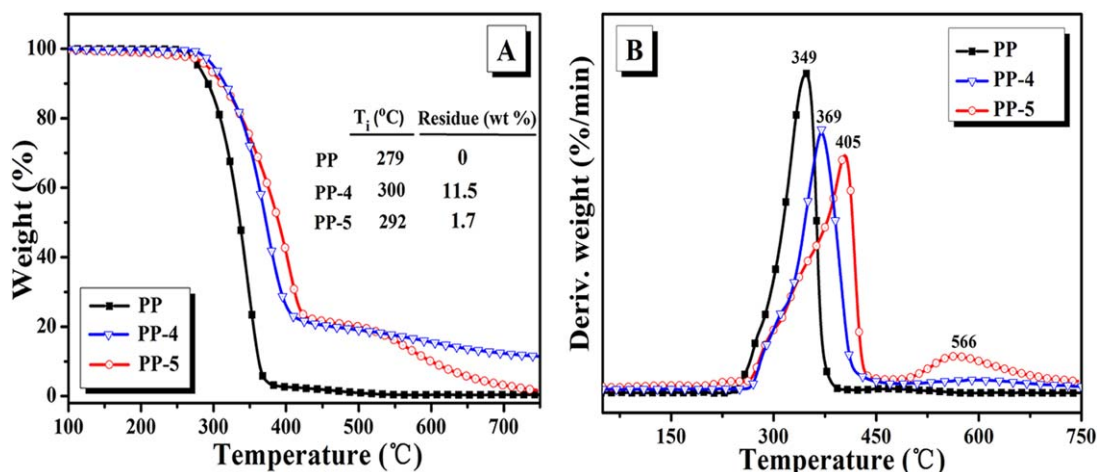 A
T i (oC) Residue (wt %)
PP 279 0
PP-4 300 11.5
PP-5 292 1.7
PP
PP-4
PP-5
Weight (%)
100
80
60
40
20
0
100 200 300 400 500 600 700
Temperature (℃)
B
PP
PP-4
PP-5
349
369
405
566
Deriv. weight (%/min)
150 300 450 600 750
Temperature (℃)